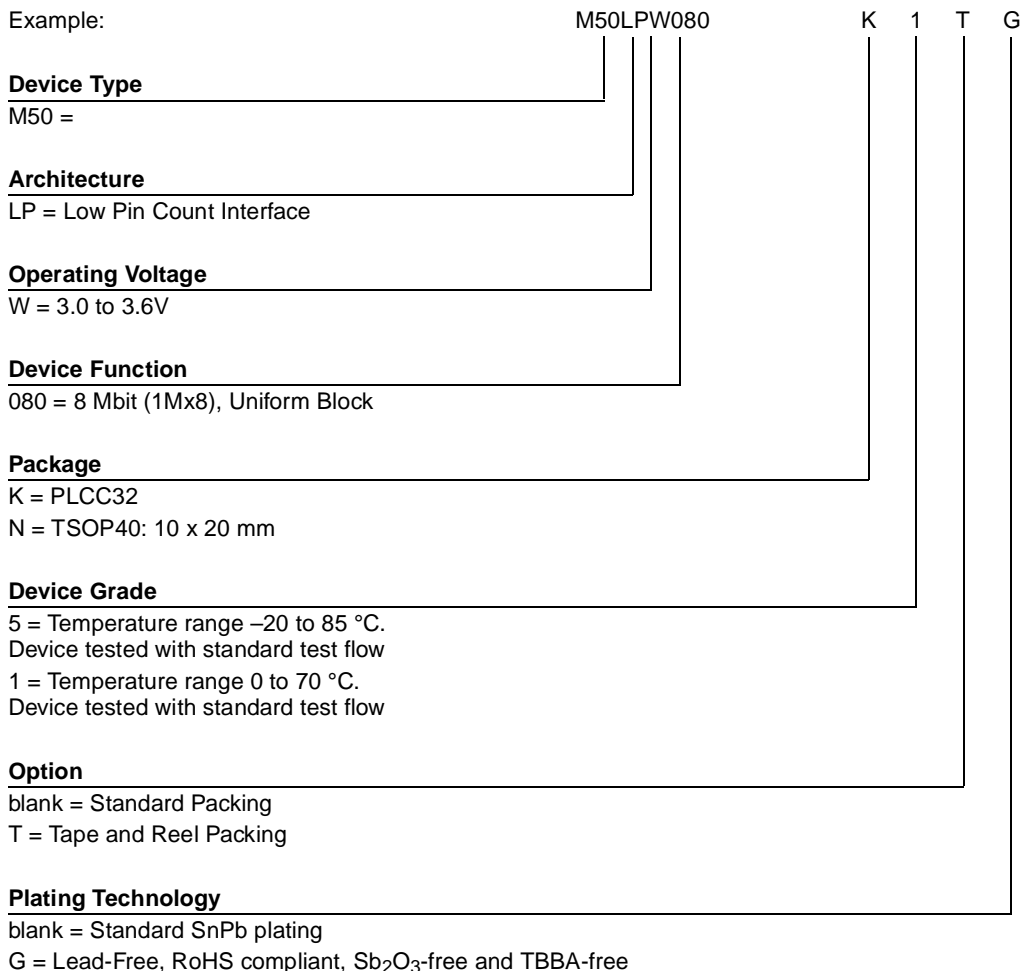 Example: M50LPW080 K 1 T G
Device Type
M50 =
Architecture
LP = Low Pin Count Interface
Operating Voltage
W = 3.0 to 3.6V
Device Function
080 = 8 Mbit (1Mx8), Uniform Block
Package
K = PLCC32
N = TSOP40: 10 x 20 mm
Device Grade
5 = Temperature range –20 to 85 °C.
Device tested with standard test flow
1 = Temperature range 0 to 70 °C.
Device tested with standard test flow
Option
blank = Standard Packing
T = Tape and Reel Packing
Plating Technology
blank = Standard SnPb plating
G = Lead-Free, RoHS compliant, Sb₂O₃-free and TBBA-free